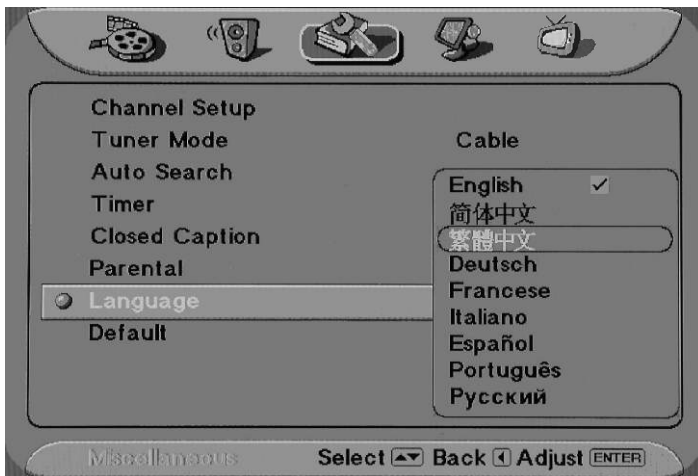 Channel Setup
Tuner Mode Cable
Auto Search
Timer
Closed Caption
Parental
Language
Default
English
简体中文
繁體中文
Deutsch
Francese
Italiano
Español
Português
Русский
Miscellaneous Select Back Adjust ENTER